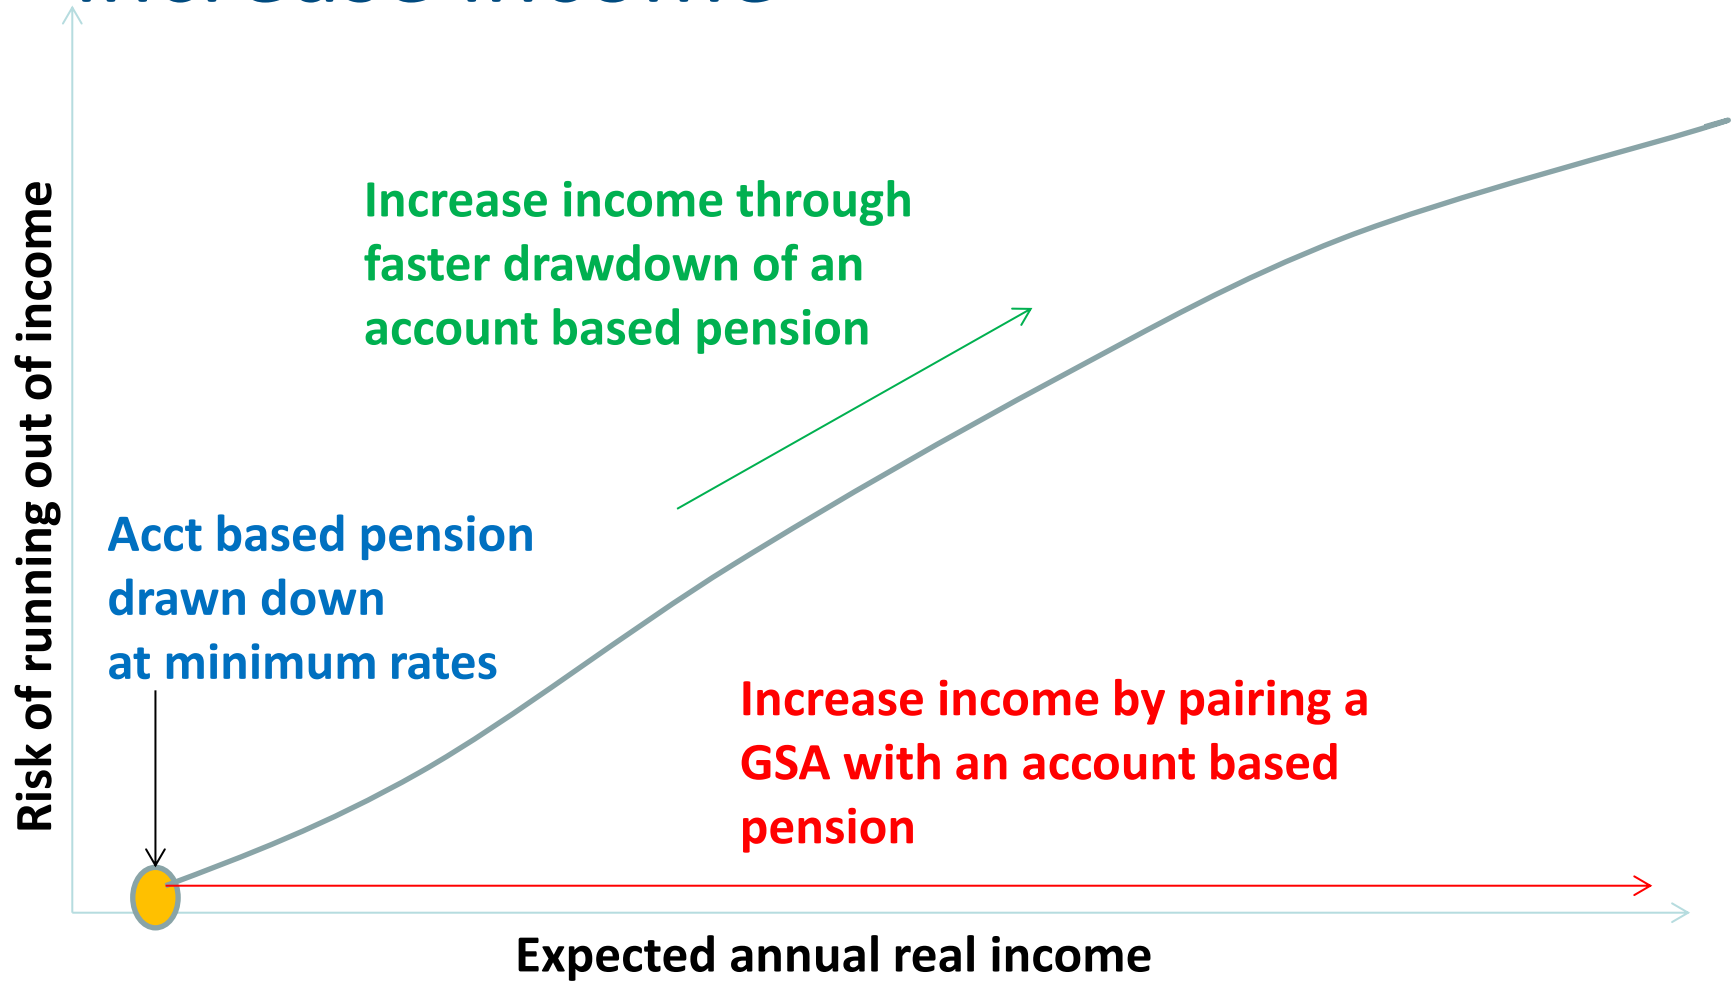 Increase income
Increase income through
faster drawdown of an
account based pension
Acct based pension
drawn down
at minimum rates
Increase income by pairing a
GSA with an account based
pension
Risk of running out of income
Expected annual real income